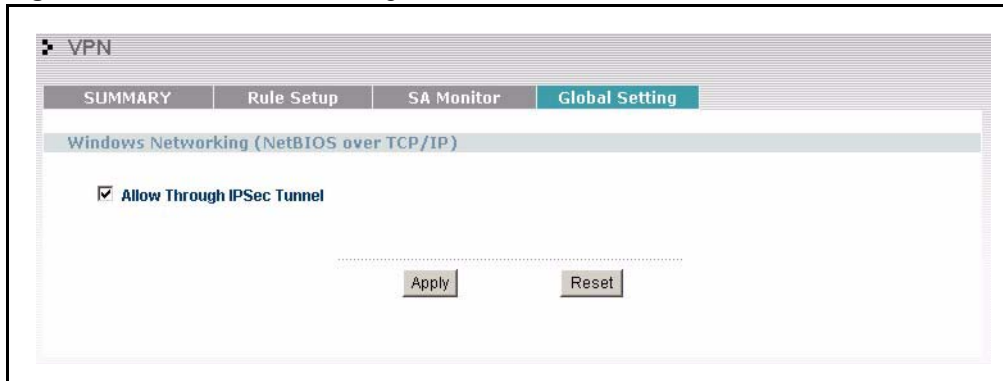 VPN
SUMMARY Rule Setup SA Monitor Global Setting
Windows Networking (NetBIOS over TCP/IP)
Allow Through IPSec Tunnel
Apply Reset